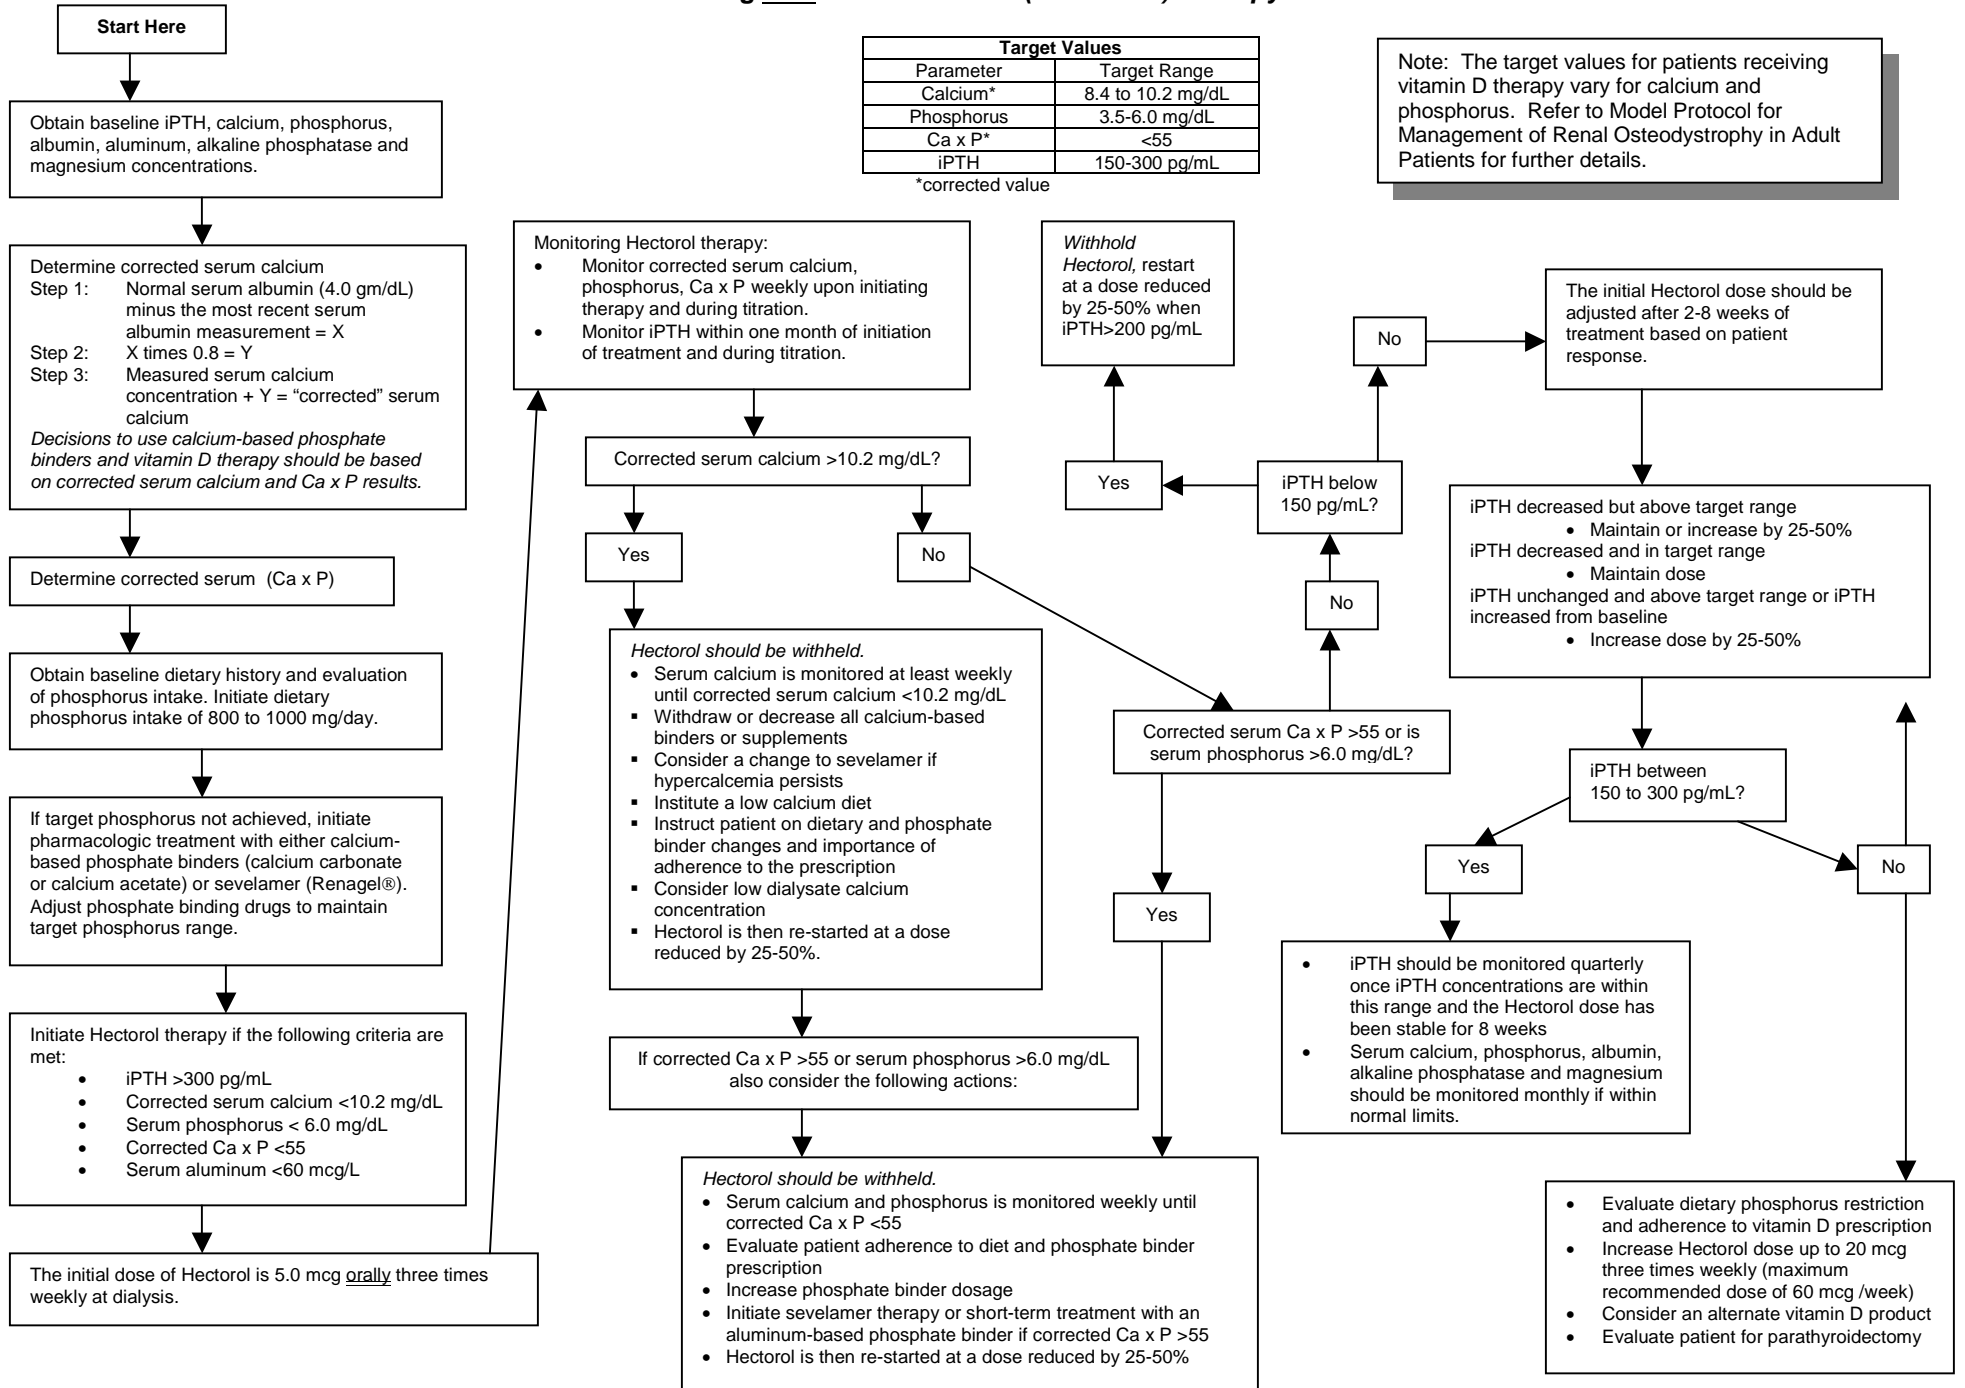 Start Here
Target Values
Parameter Target Range
Calcium* 8.4 to 10.2 mg/dL
Phosphorus 3.5-6.0 mg/dL
Ca x P* <55
iPTH 150-300 pg/mL
*corrected value
Note: The target values for patients receiving
vitamin D therapy vary for calcium and
phosphorus. Refer to Model Protocol for
Management of Renal Osteodystrophy in Adult
Patients for further details.
Obtain baseline iPTH, calcium, phosphorus,
albumin, aluminum, alkaline phosphatase and
magnesium concentrations.
Determine corrected serum calcium
Step 1: Normal serum albumin (4.0 gm/dL)
minus the most recent serum
albumin measurement = X
Step 2: X times 0.8 = Y
Step 3: Measured serum calcium
concentration + Y = “corrected” serum
calcium
Decisions to use calcium-based phosphate
binders and vitamin D therapy should be based
on corrected serum calcium and Ca x P results.
Determine corrected serum (Ca x P)
Obtain baseline dietary history and evaluation
of phosphorus intake. Initiate dietary
phosphorus intake of 800 to 1000 mg/day.
If target phosphorus not achieved, initiate
pharmacologic treatment with either calcium-
based phosphate binders (calcium carbonate
or calcium acetate) or sevelamer (Renagel®).
Adjust phosphate binding drugs to maintain
target phosphorus range.
Initiate Hectorol therapy if the following criteria are
met:
• iPTH >300 pg/mL
• Corrected serum calcium <10.2 mg/dL
• Serum phosphorus < 6.0 mg/dL
• Corrected Ca x P <55
• Serum aluminum <60 mcg/L
The initial dose of Hectorol is 5.0 mcg orally three times
weekly at dialysis.
Monitoring Hectorol therapy:
• Monitor corrected serum calcium,
phosphorus, Ca x P weekly upon initiating
therapy and during titration.
• Monitor iPTH within one month of initiation
of treatment and during titration.
Corrected serum calcium >10.2 mg/dL?
Yes
No
Hectorol should be withheld.
• Serum calcium is monitored at least weekly
until corrected serum calcium <10.2 mg/dL
▪ Withdraw or decrease all calcium-based
binders or supplements
▪ Consider a change to sevelamer if
hypercalcemia persists
▪ Institute a low calcium diet
▪ Instruct patient on dietary and phosphate
binder changes and importance of
adherence to the prescription
▪ Consider low dialysate calcium
concentration
▪ Hectorol is then re-started at a dose
reduced by 25-50%.
If corrected Ca x P >55 or serum phosphorus >6.0 mg/dL
also consider the following actions:
Hectorol should be withheld.
• Serum calcium and phosphorus is monitored weekly until
corrected Ca x P <55
• Evaluate patient adherence to diet and phosphate binder
prescription
• Increase phosphate binder dosage
• Initiate sevelamer therapy or short-term treatment with an
aluminum-based phosphate binder if corrected Ca x P >55
• Hectorol is then re-started at a dose reduced by 25-50%
Corrected serum Ca x P >55 or is
serum phosphorus >6.0 mg/dL?
Yes
No
iPTH below
150 pg/mL?
Yes
No
Withhold
Hectorol, restart
at a dose reduced
by 25-50% when
iPTH>200 pg/mL
The initial Hectorol dose should be
adjusted after 2-8 weeks of
treatment based on patient
response.
iPTH decreased but above target range
• Maintain or increase by 25-50%
iPTH decreased and in target range
• Maintain dose
iPTH unchanged and above target range or iPTH
increased from baseline
• Increase dose by 25-50%
iPTH between
150 to 300 pg/mL?
Yes
No
• iPTH should be monitored quarterly
once iPTH concentrations are within
this range and the Hectorol dose has
been stable for 8 weeks
• Serum calcium, phosphorus, albumin,
alkaline phosphatase and magnesium
should be monitored monthly if within
normal limits.
• Evaluate dietary phosphorus restriction
and adherence to vitamin D prescription
• Increase Hectorol dose up to 20 mcg
three times weekly (maximum
recommended dose of 60 mcg /week)
• Consider an alternate vitamin D product
• Evaluate patient for parathyroidectomy